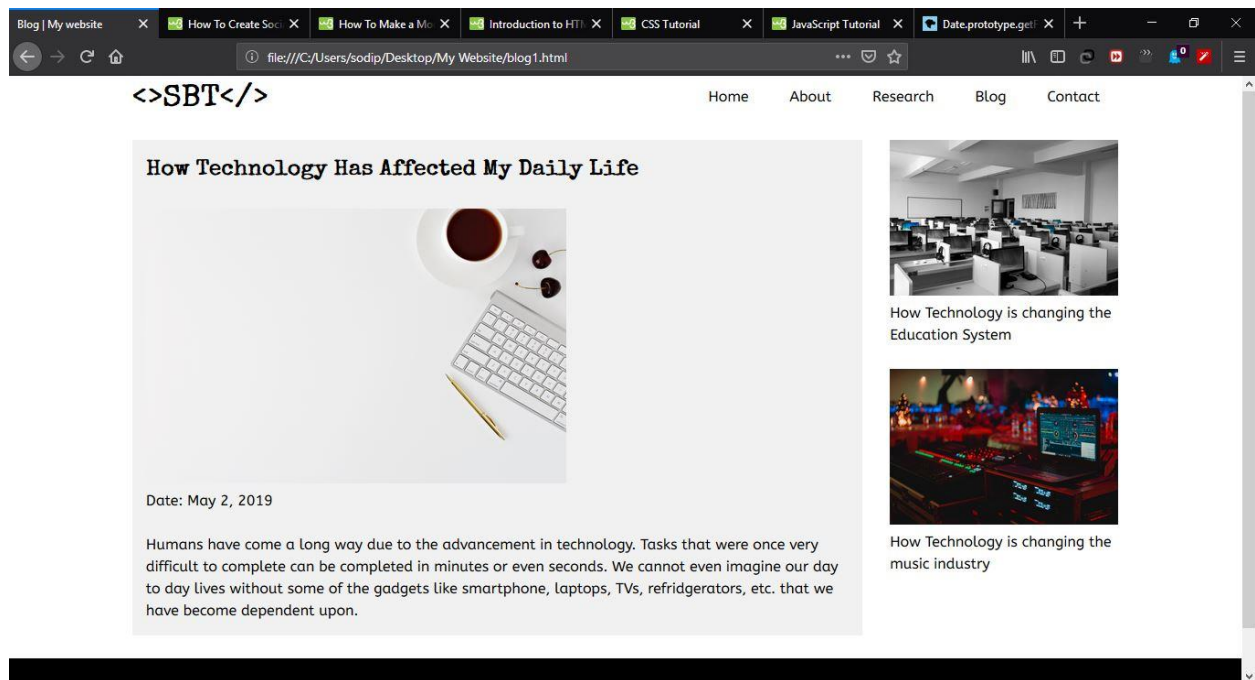 Blog | My website
How To Create Soci
How To Make a Mo
Introduction to HTM
CSS Tutorial
JavaScript Tutorial
Date.prototype.getF
file:///C:/Users/sodip/Desktop/My Website/blog1.html
0
<>SBT</>
Home
About
Research
Blog
Contact
How Technology Has Affected My Daily Life
Date: May 2, 2019
Humans have come a long way due to the advancement in technology. Tasks that were once very
difficult to complete can be completed in minutes or even seconds. We cannot even imagine our day
to day lives without some of the gadgets like smartphone, laptops, TVs, refridgerators, etc. that we
have become dependent upon.
How Technology is changing the
Education System
How Technology is changing the
music industry